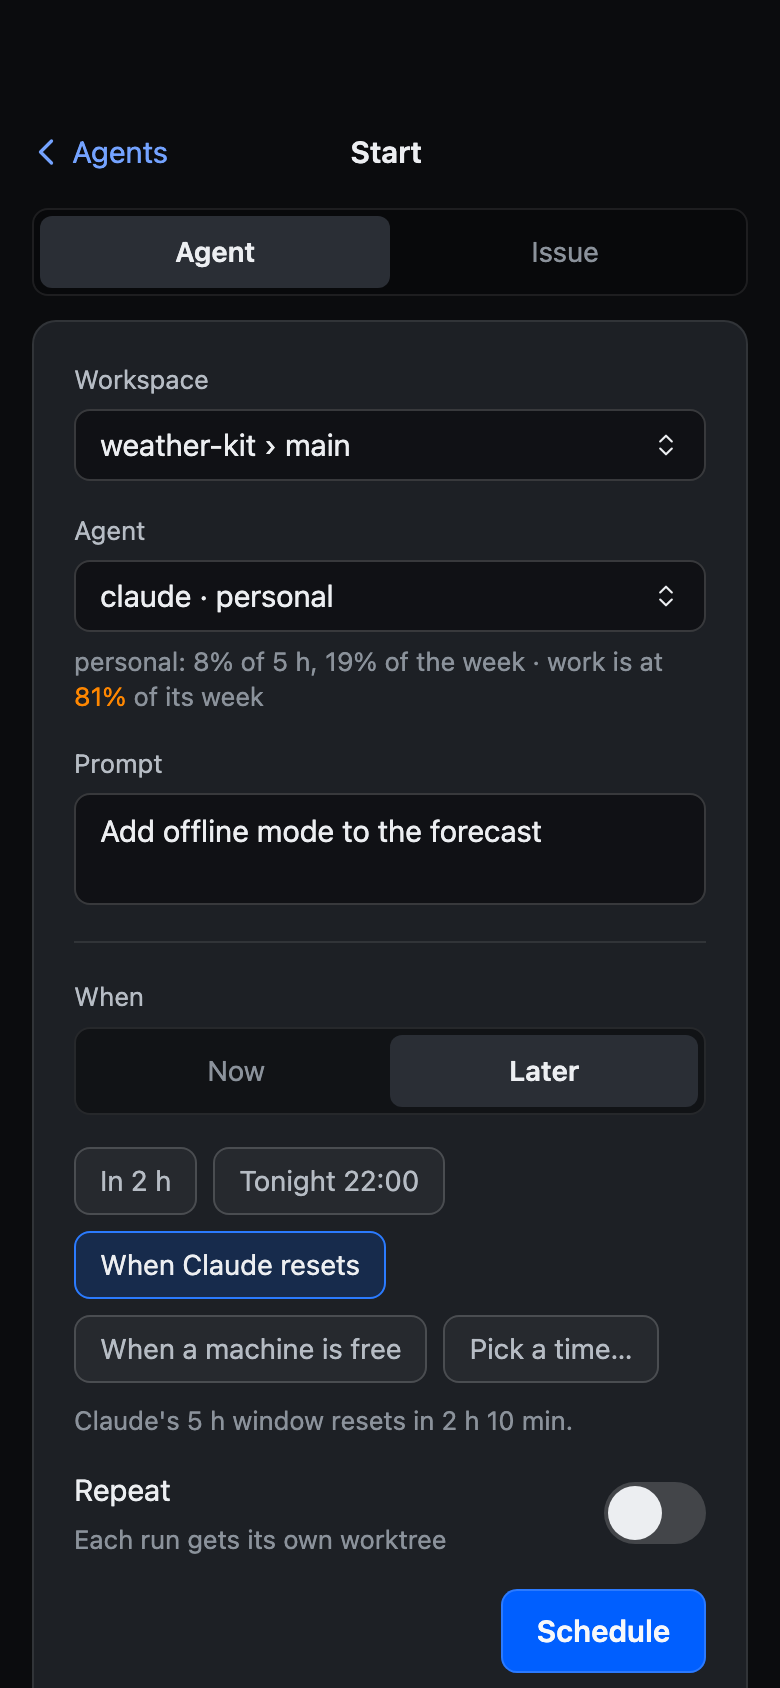 Agents
Start
Agent
Issue
Workspace
weather-kit › main
Agent
claude · personal
personal: 8% of 5 h, 19% of the week · work is at
81% of its week
Prompt
Add offline mode to the forecast
When
Now
Later
In 2 h
Tonight 22:00
When Claude resets
When a machine is free
Pick a time...
Claude's 5 h window resets in 2 h 10 min.
Repeat
Each run gets its own worktree
Schedule